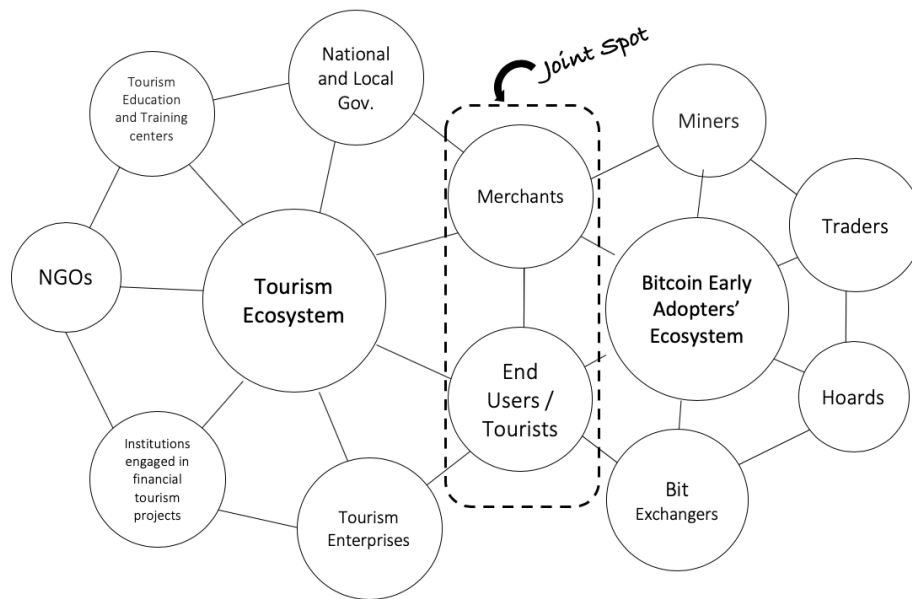 Joint Spot
National
and Local
Gov.
Tourism
Education
and Training
centers
Miners
Merchants
Traders
NGOs
Tourism
Ecosystem
Bitcoin Early
Adopters’
Ecosystem
End
Users /
Tourists
Hoards
Institutions
engaged in
financial
tourism
projects
Tourism
Enterprises
Bit
Exchangers